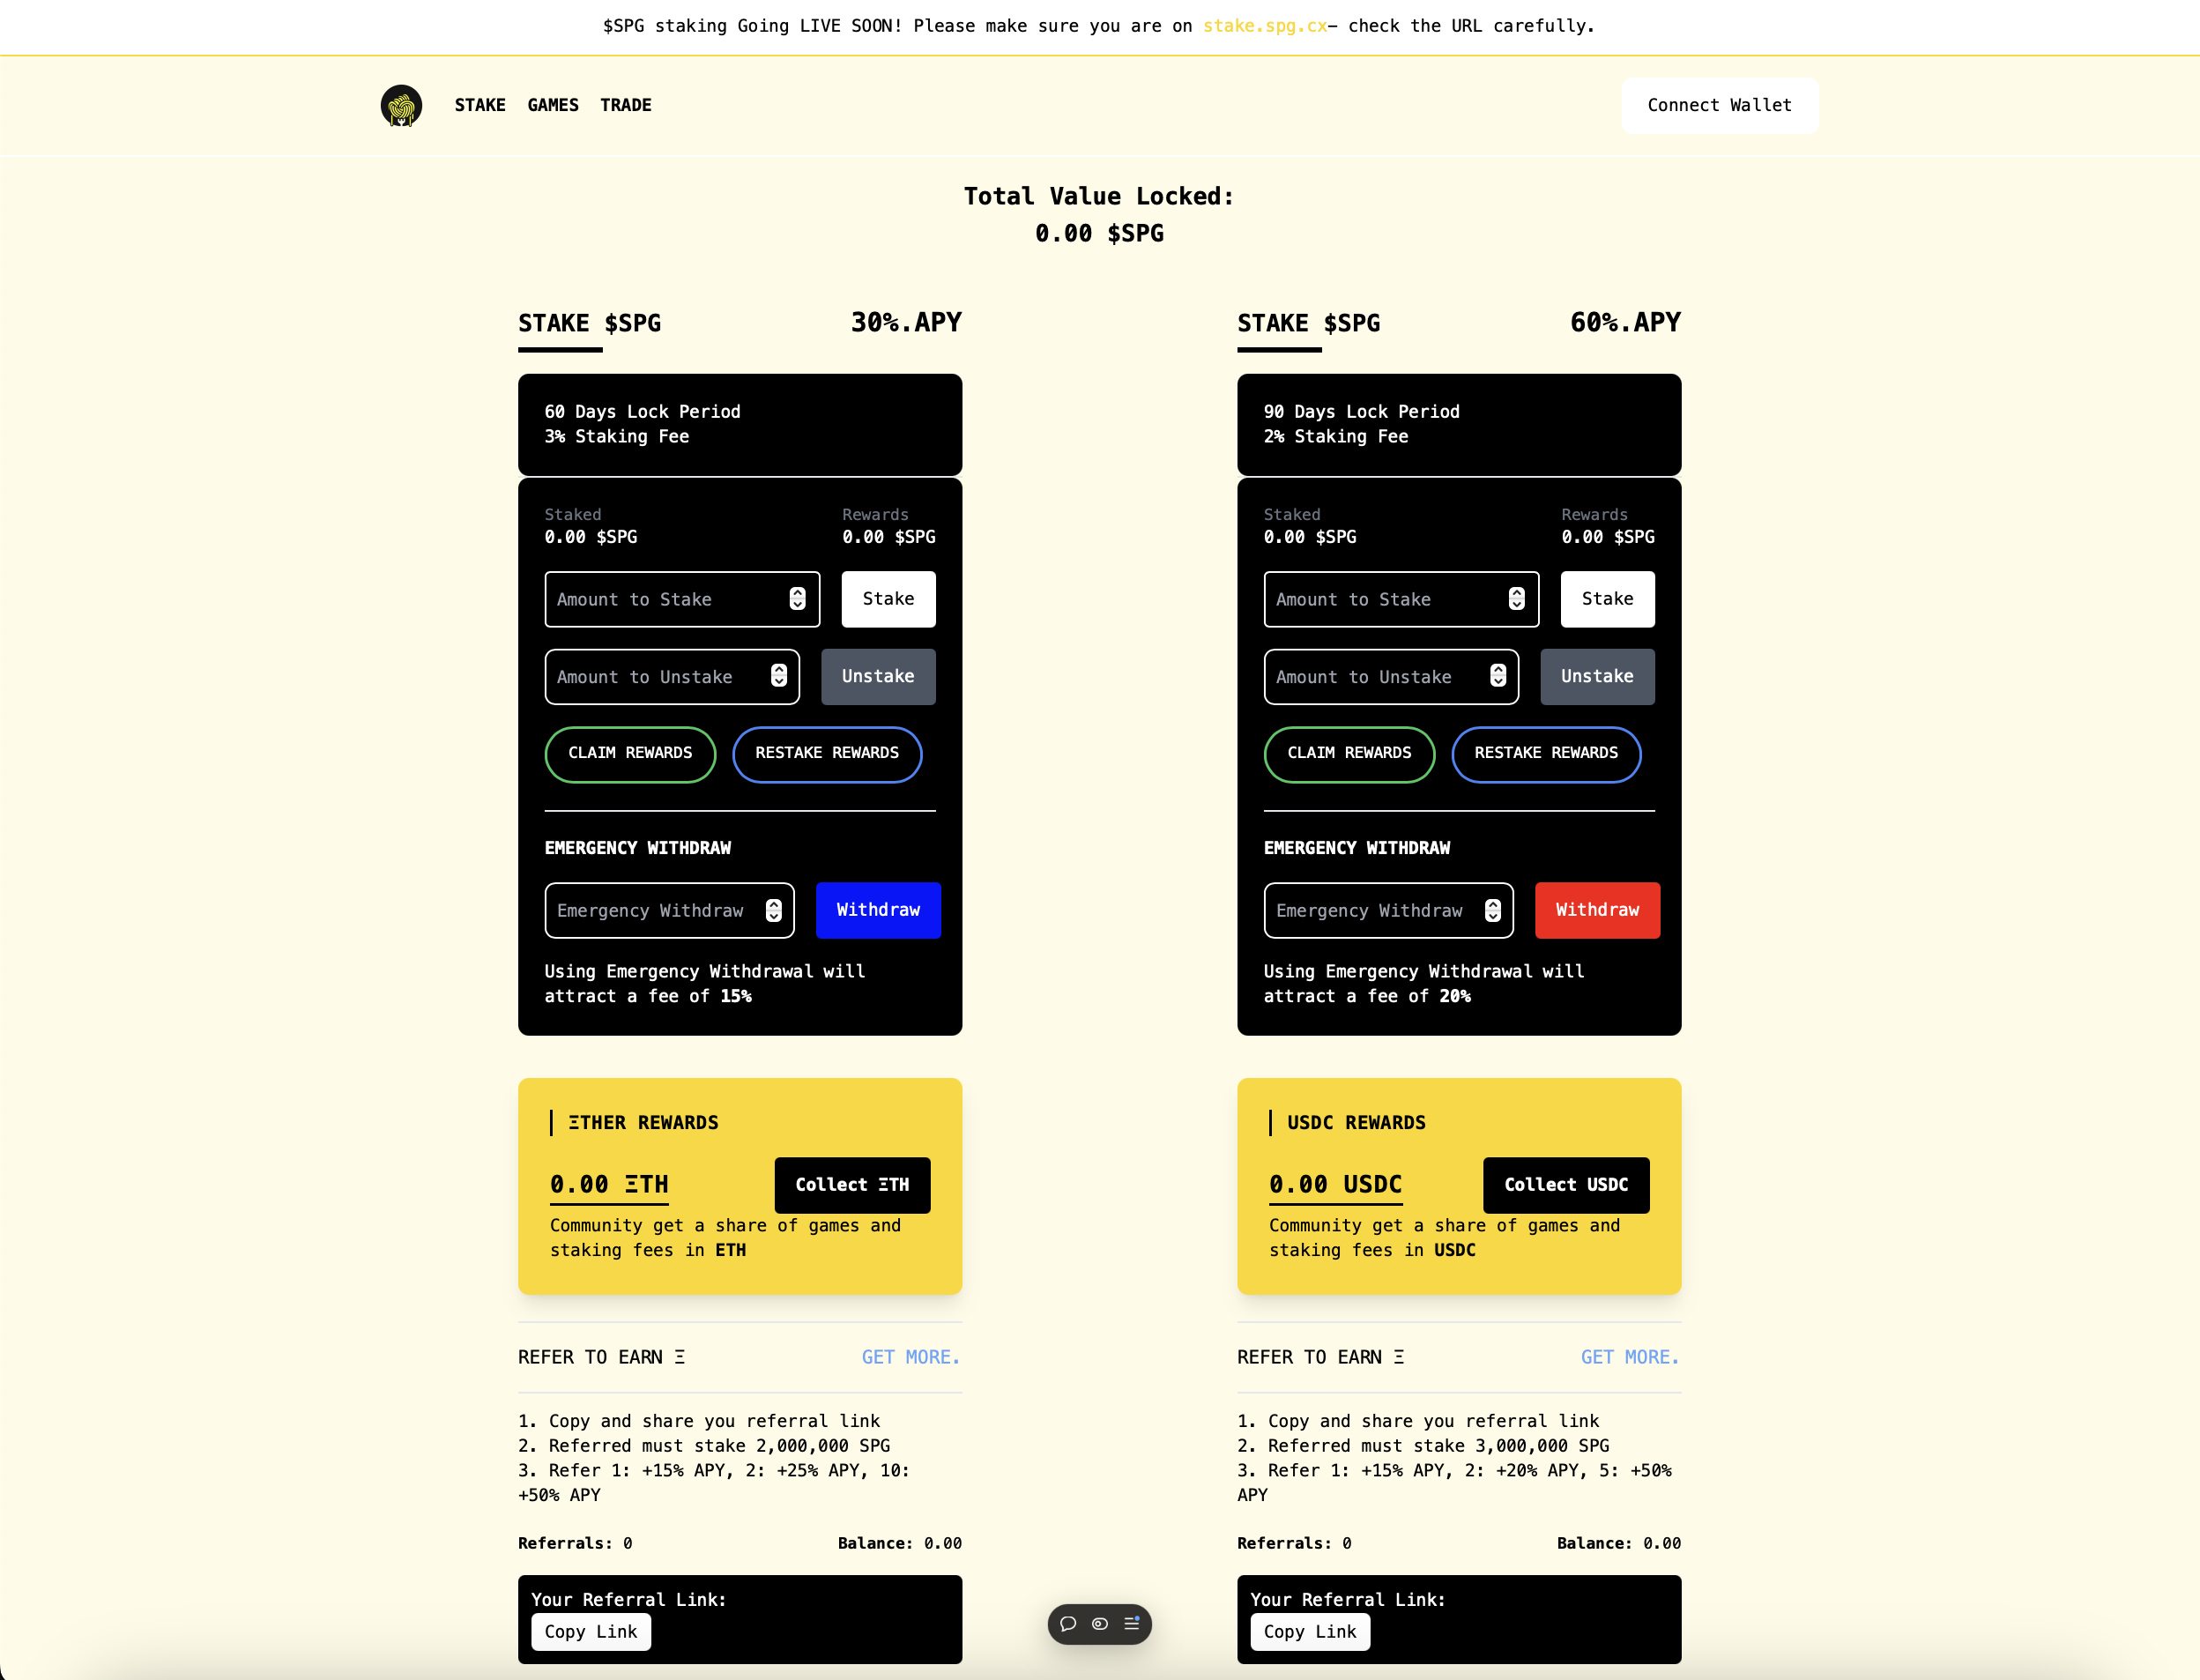 $SPG staking Going LIVE SOON! Please make sure you are on stake.spg.cx– check the URL carefully.
STAKE GAMES TRADE
Connect Wallet
Total Value Locked:
0.00 $SPG
STAKE $SPG 30%.APY
60 Days Lock Period
3% Staking Fee
Staked Rewards
0.00 $SPG 0.00 $SPG
Amount to Stake Stake
Amount to Unstake Unstake
CLAIM REWARDS RESTAKE REWARDS
EMERGENCY WITHDRAW
Emergency Withdraw Withdraw
Using Emergency Withdrawal will
attract a fee of 15%
ΞTHER REWARDS
0.00 ΞTH Collect ΞTH
Community get a share of games and
staking fees in ETH
REFER TO EARN Ξ GET MORE.
1. Copy and share you referral link
2. Referred must stake 2,000,000 SPG
3. Refer 1: +15% APY, 2: +25% APY, 10:
+50% APY
Referrals: 0 Balance: 0.00
Your Referral Link:
Copy Link
STAKE $SPG 60%.APY
90 Days Lock Period
2% Staking Fee
Staked Rewards
0.00 $SPG 0.00 $SPG
Amount to Stake Stake
Amount to Unstake Unstake
CLAIM REWARDS RESTAKE REWARDS
EMERGENCY WITHDRAW
Emergency Withdraw Withdraw
Using Emergency Withdrawal will
attract a fee of 20%
USDC REWARDS
0.00 USDC Collect USDC
Community get a share of games and
staking fees in USDC
REFER TO EARN Ξ GET MORE.
1. Copy and share you referral link
2. Referred must stake 3,000,000 SPG
3. Refer 1: +15% APY, 2: +20% APY, 5: +50%
APY
Referrals: 0 Balance: 0.00
Your Referral Link:
Copy Link